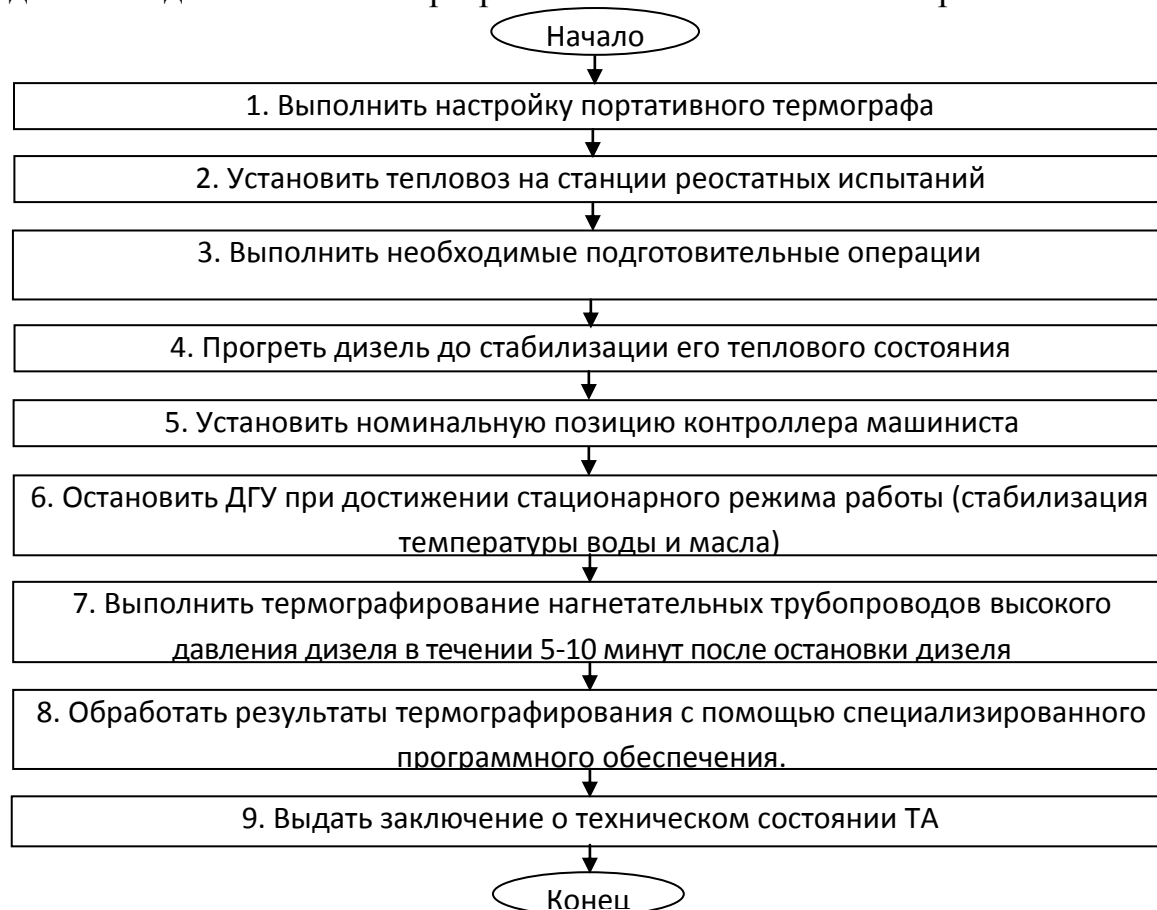 Начало
1. Выполнить настройку портативного термографа
2. Установить тепловоз на станции реостатных испытаний
3. Выполнить необходимые подготовительные операции
4. Прогреть дизель до стабилизации его теплового состояния
5. Установить номинальную позицию контроллера машиниста
6. Остановить ДГУ при достижении стационарного режима работы (стабилизация
температуры воды и масла)
7. Выполнить термографирование нагнетательных трубопроводов высокого
давления дизеля в течении 5-10 минут после остановки дизеля
8. Обработать результаты термографирования с помощью специализированного
программного обеспечения.
9. Выдать заключение о техническом состоянии ТА
Конец